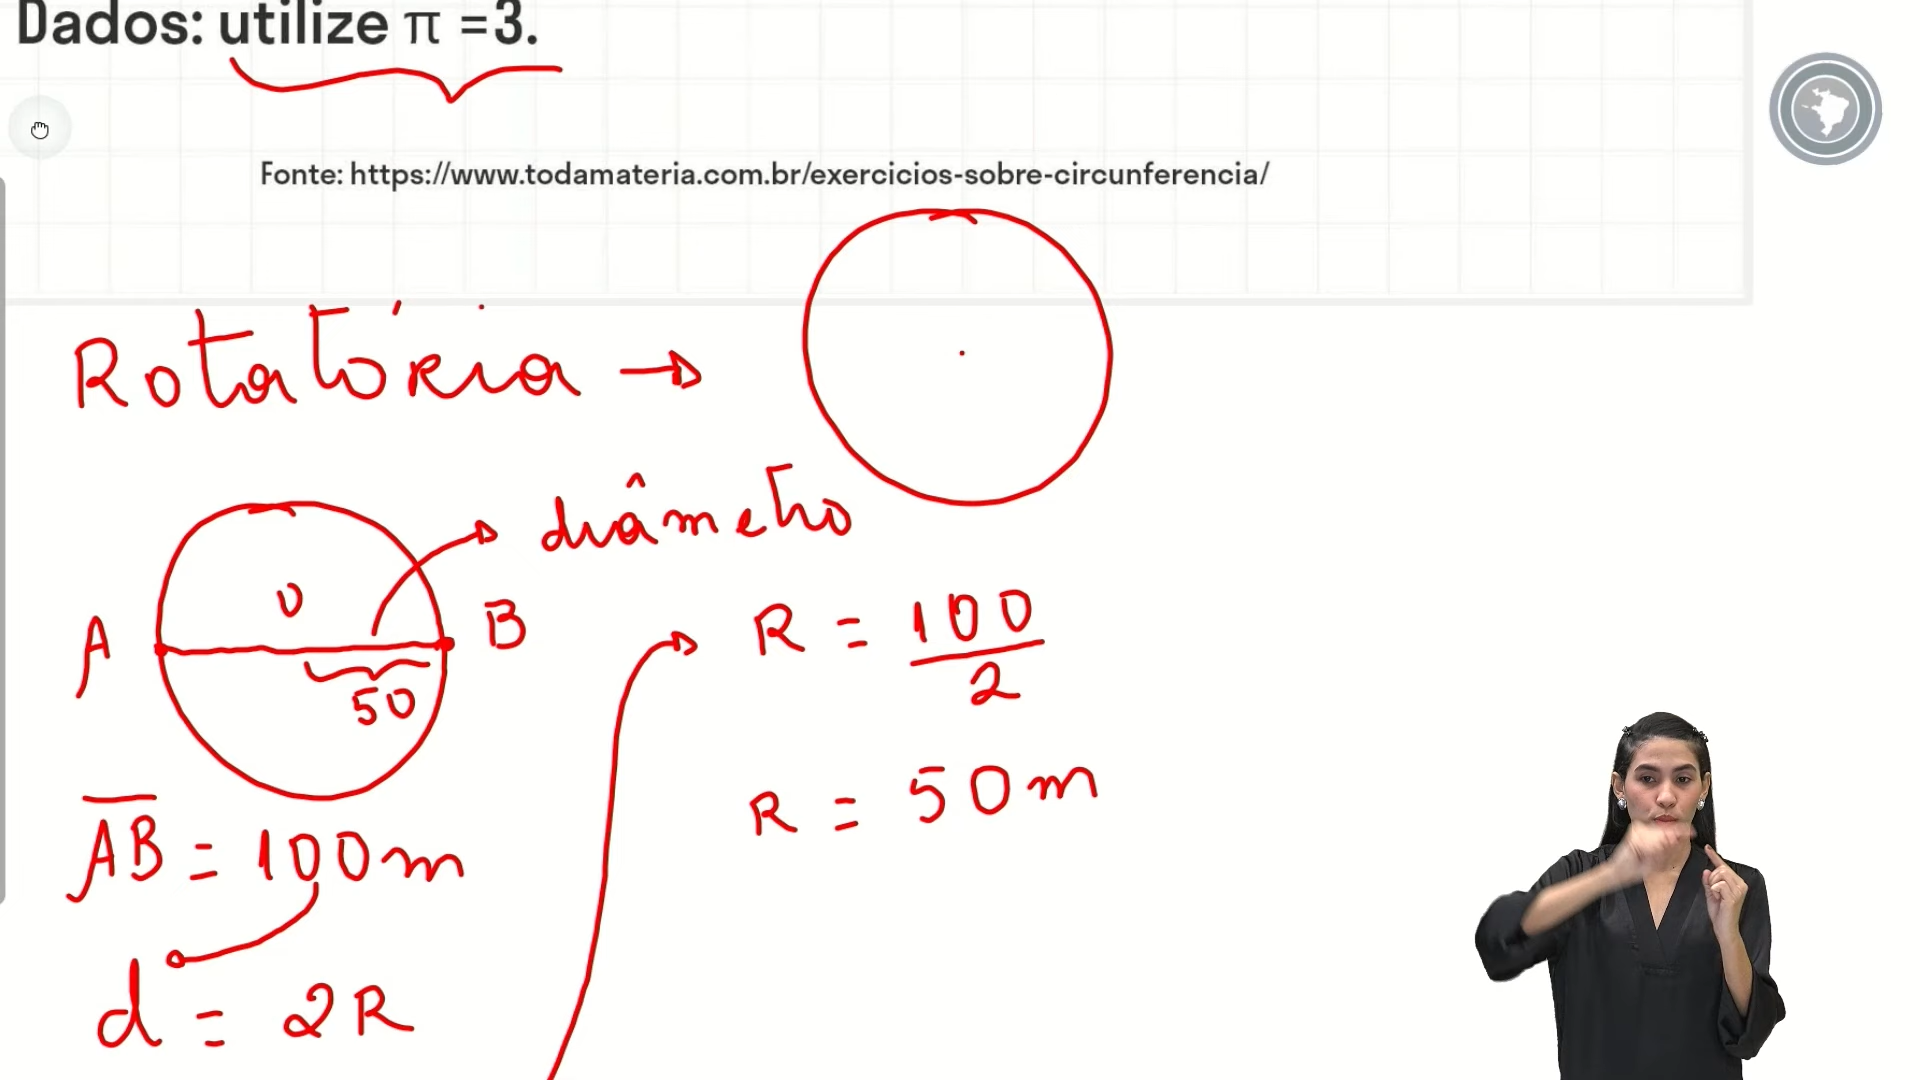 Dados: utilize π =3.
Fonte: https://www.todamateria.com.br/exercicios-sobre-circunferencia/
Rotatória →
diâmetro
0
A
B
50
R = 100/2
R = 50m
AB = 100m
d = 2R